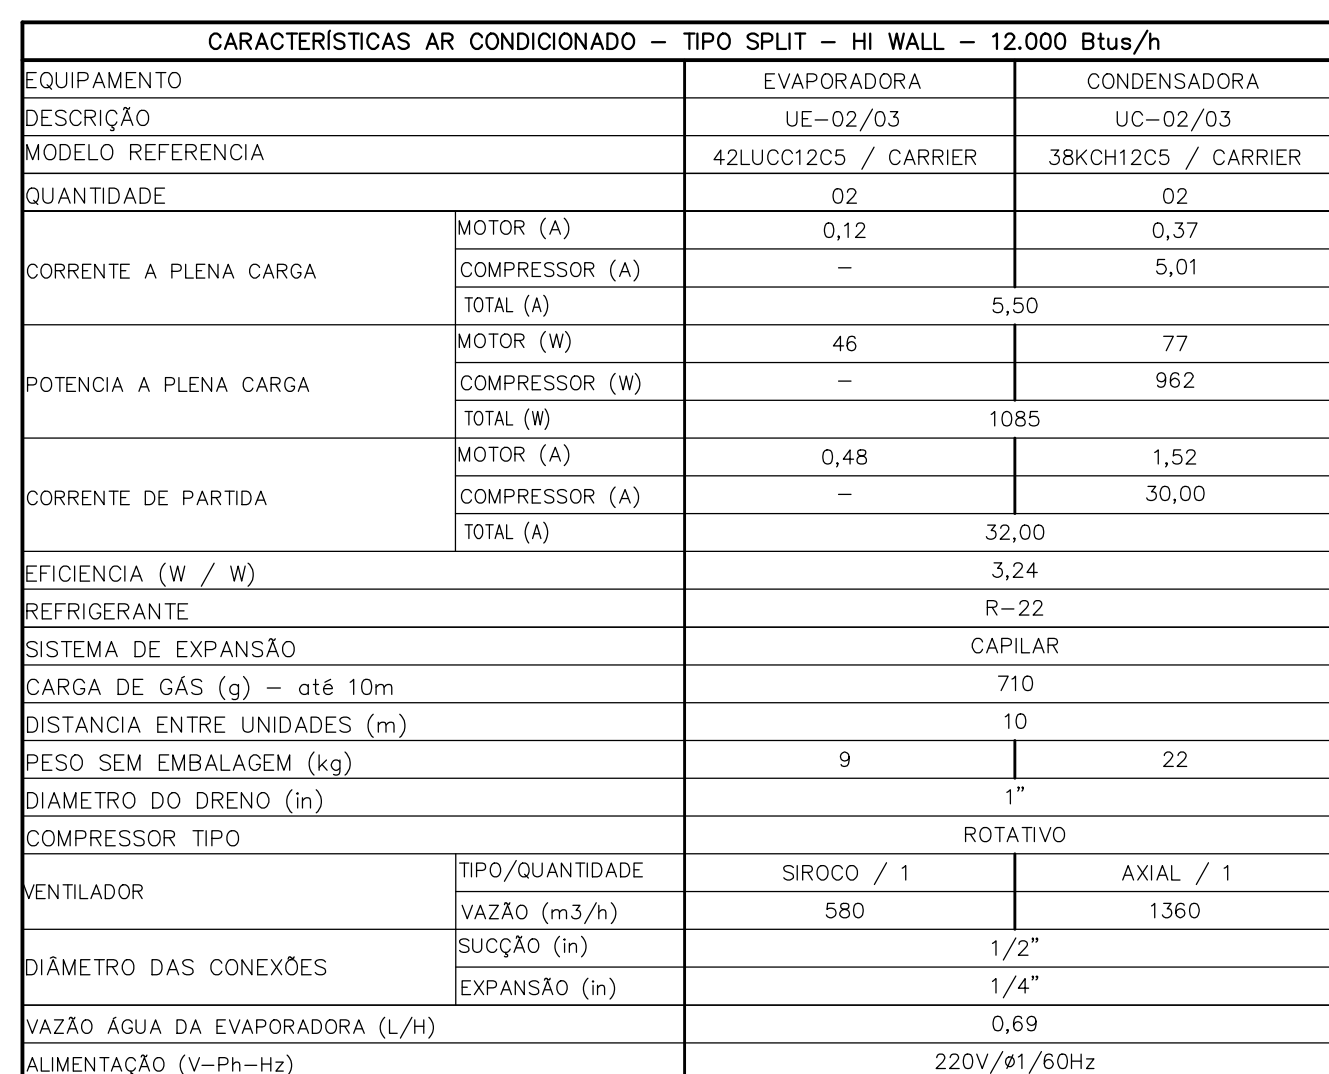 CARACTERÍSTICAS AR CONDICIONADO – TIPO SPLIT – HI WALL – 12.000 Btus/h
EQUIPAMENTO EVAPORADORA CONDENSADORA
DESCRIÇÃO UE–02/03 UC–02/03
MODELO REFERENCIA 42LUCC12C5 / CARRIER 38KCH12C5 / CARRIER
QUANTIDADE 02 02
CORRENTE A PLENA CARGA
MOTOR (A) 0,12 0,37
COMPRESSOR (A) – 5,01
TOTAL (A) 5,50
POTENCIA A PLENA CARGA
MOTOR (W) 46 77
COMPRESSOR (W) – 962
TOTAL (W) 1085
CORRENTE DE PARTIDA
MOTOR (A) 0,48 1,52
COMPRESSOR (A) – 30,00
TOTAL (A) 32,00
EFICIENCIA (W / W) 3,24
REFRIGERANTE R–22
SISTEMA DE EXPANSÃO CAPILAR
CARGA DE GÁS (g) – até 10m 710
DISTANCIA ENTRE UNIDADES (m) 10
PESO SEM EMBALAGEM (kg) 9 22
DIAMETRO DO DRENO (in) 1”
COMPRESSOR TIPO ROTATIVO
VENTILADOR
TIPO/QUANTIDADE SIROCO / 1 AXIAL / 1
VAZÃO (m3/h) 580 1360
DIÂMETRO DAS CONEXÕES
SUCÇÃO (in) 1/2”
EXPANSÃO (in) 1/4”
VAZÃO ÁGUA DA EVAPORADORA (L/H) 0,69
ALIMENTAÇÃO (V–Ph–Hz) 220V/ø1/60Hz